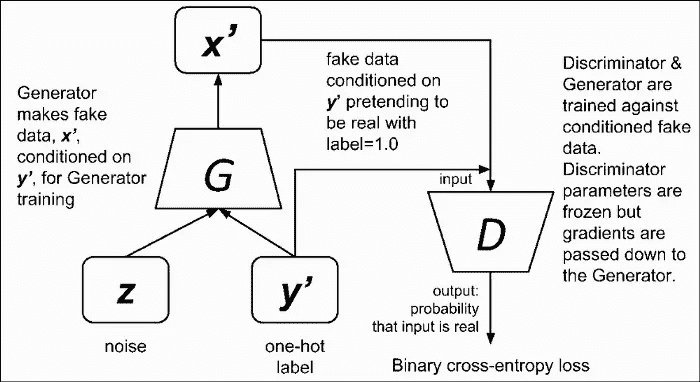 x’
Generator
makes fake
data, x’,
conditioned on
y’, for Generator
training
fake data
conditioned on
y’ pretending to
be real with
label=1.0
Discriminator &
Generator are
trained against
conditioned fake
data.
Discriminator
parameters are
frozen but
gradients are
passed down to
the Generator.
G
input
D
z
y’
noise
one-hot
label
output:
probability
that input is real
Binary cross-entropy loss